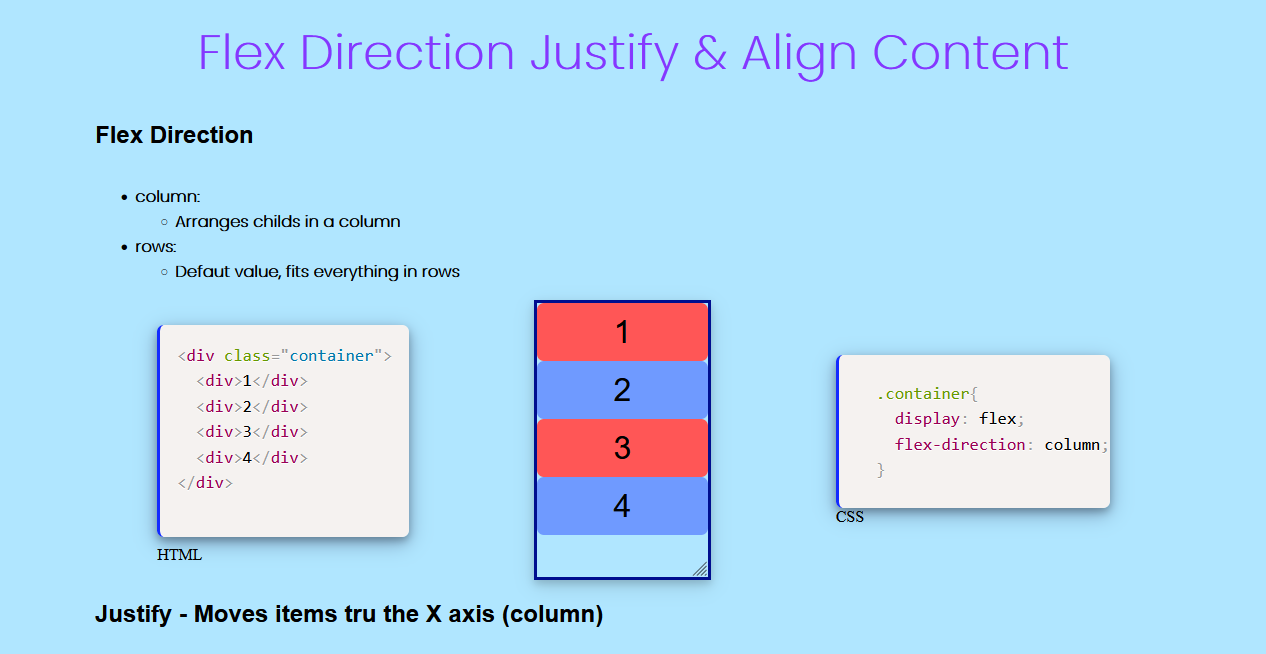 Flex Direction Justify & Align Content
Flex Direction
column:
Arranges childs in a column
rows:
Defaut value, fits everything in rows
<div class="container">
<div>1</div>
<div>2</div>
<div>3</div>
<div>4</div>
</div>
HTML
1
2
3
4
.container{
display: flex;
flex-direction: column;
}
CSS
Justify - Moves items tru the X axis (column)